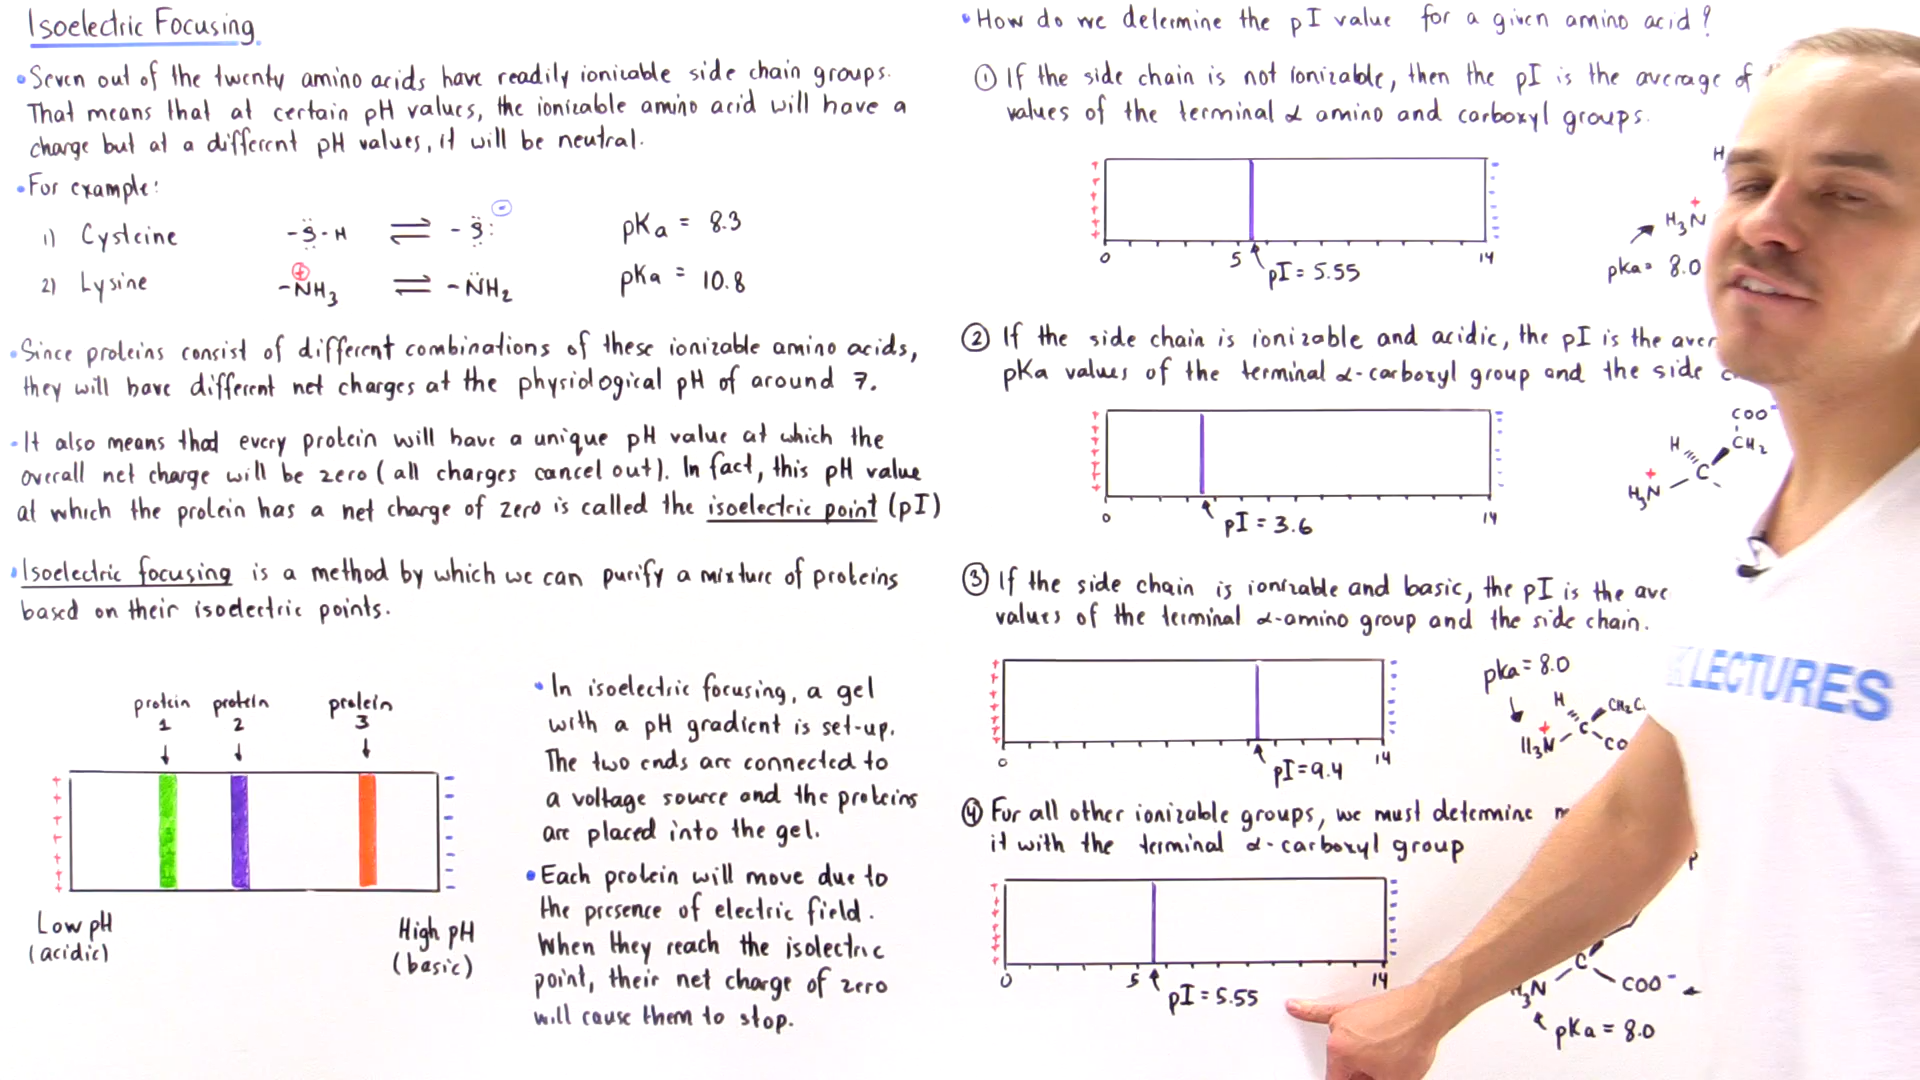 Isoelectric Focusing
• Seven out of the twenty amino acids have readily ionizable side chain groups.
That means that at certain pH values, the ionizable amino acid will have a
charge but at a different pH values, it will be neutral.
• For example:
1) Cysteine -S-H ⇌ -S: - pKa = 8.3
2) Lysine -NH3 + ⇌ -NH2 pKa = 10.8
• Since proteins consist of different combinations of these ionizable amino acids,
they will have different net charges at the physiological pH of around 7.
• It also means that every protein will have a unique pH value at which the
overall net charge will be zero (all charges cancel out). In fact, this pH value
at which the protein has a net charge of zero is called the isoelectric point (pI)
• Isoelectric focusing is a method by which we can purify a mixture of proteins
based on their isoelectric points.
protein 1
protein 2
protein 3
Low pH
(acidic)
High pH
(basic)
• In isoelectric focusing, a gel
with a pH gradient is set-up.
The two ends are connected to
a voltage source and the proteins
are placed into the gel.
• Each protein will move due to
the presence of electric field.
When they reach the isolectric
point, their net charge of zero
will cause them to stop.
• How do we determine the pI value for a given amino acid?
① If the side chain is not ionizable, then the pI is the average of
values of the terminal α amino and carboxyl groups.
0 5 14
pI = 5.55
H
H3N +
pka = 8.0
② If the side chain is ionizable and acidic, the pI is the
pKa values of the terminal α-carboxyl group and the side
0 14
pI = 3.6
COO-
CH2
H
C
H3N +
③ If the side chain is ionizable and basic, the pI is the
values of the terminal α-amino group and the side chain.
0 14
pI = 9.4
pka = 8.0
H
H3N + C
④ For all other ionizable groups, we must determine
it with the terminal α-carboxyl group
0 5 14
pI = 5.55
C
H3N COO-
pKa = 8.0
LECTURES